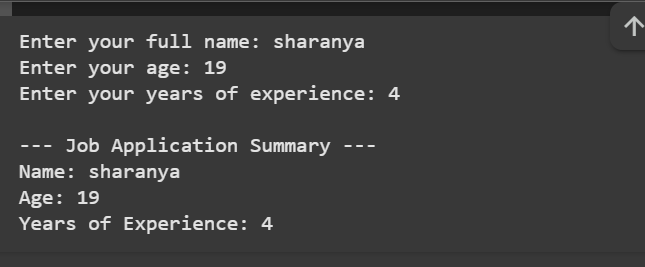 Enter your full name: sharanya
Enter your age: 19
Enter your years of experience: 4

--- Job Application Summary ---
Name: sharanya
Age: 19
Years of Experience: 4